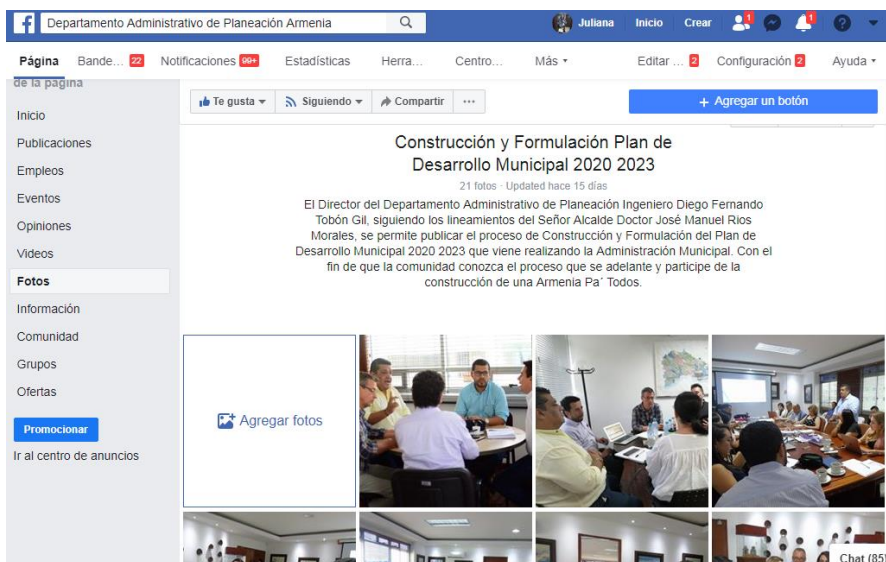 Departamento Administrativo de Planeación Armenia
Juliana Inicio Crear 1 1
Página Bande... 22 Notificaciones 99+ Estadísticas Herra... Centro... Más Editar ... 2 Configuración 2 Ayuda
de la página
Te gusta Siguiendo Compartir ... + Agregar un botón
Inicio
Publicaciones
Empleos
Eventos
Opiniones
Videos
Fotos
Información
Comunidad
Grupos
Ofertas
Promocionar
Ir al centro de anuncios
Construcción y Formulación Plan de
Desarrollo Municipal 2020 2023
21 fotos · Updated hace 15 días
El Director del Departamento Administrativo de Planeación Ingeniero Diego Fernando
Tobón Gil, siguiendo los lineamientos del Señor Alcalde Doctor José Manuel Rios
Morales, se permite publicar el proceso de Construcción y Formulación del Plan de
Desarrollo Municipal 2020 2023 que viene realizando la Administración Municipal. Con el
fin de que la comunidad conozca el proceso que se adelante y participe de la
construcción de una Armenia Pa´ Todos.
Agregar fotos
Chat (85)